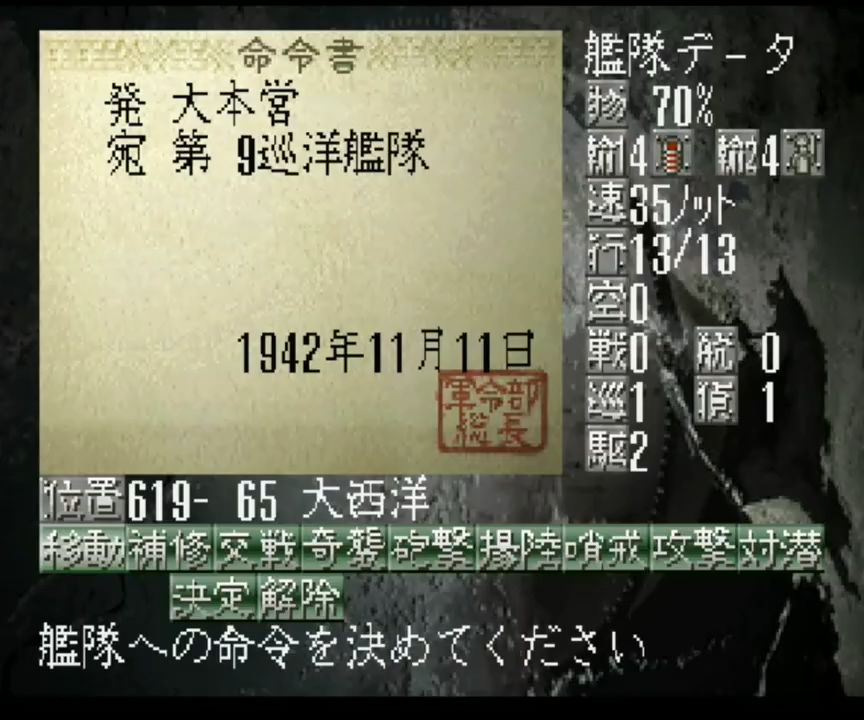 命令書
発 大本営
宛 第 9巡洋艦隊
1942年11月11日
軍令部
総長
艦隊データ
物 70%
輸1 4 輸2 4
速 35ノット
行 13/13
空 0
戦 0 航 0
巡 1 偵 1
駆 2
位置 619- 65 大西洋
移動 補修 交戦 奇襲 砲撃 揚陸 哨戒 攻撃 対潜
決定 解除
艦隊への命令を決めてください